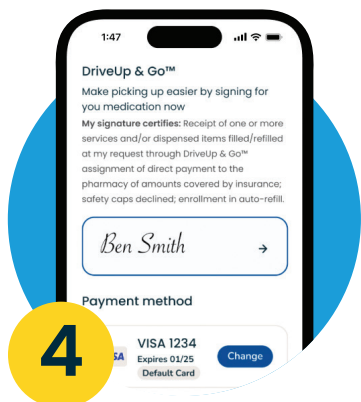 1:47
DriveUp & Go™
Make picking up easier by signing for
you medication now
My signature certifies: Receipt of one or more
services and/or dispensed items filled/refilled
at my request through DriveUp & Go™
assignment of direct payment to the
pharmacy of amounts covered by insurance;
safety caps declined; enrollment in auto-refill.
Ben Smith
Payment method
VISA 1234
Expires 01/25
Default Card
Change
4